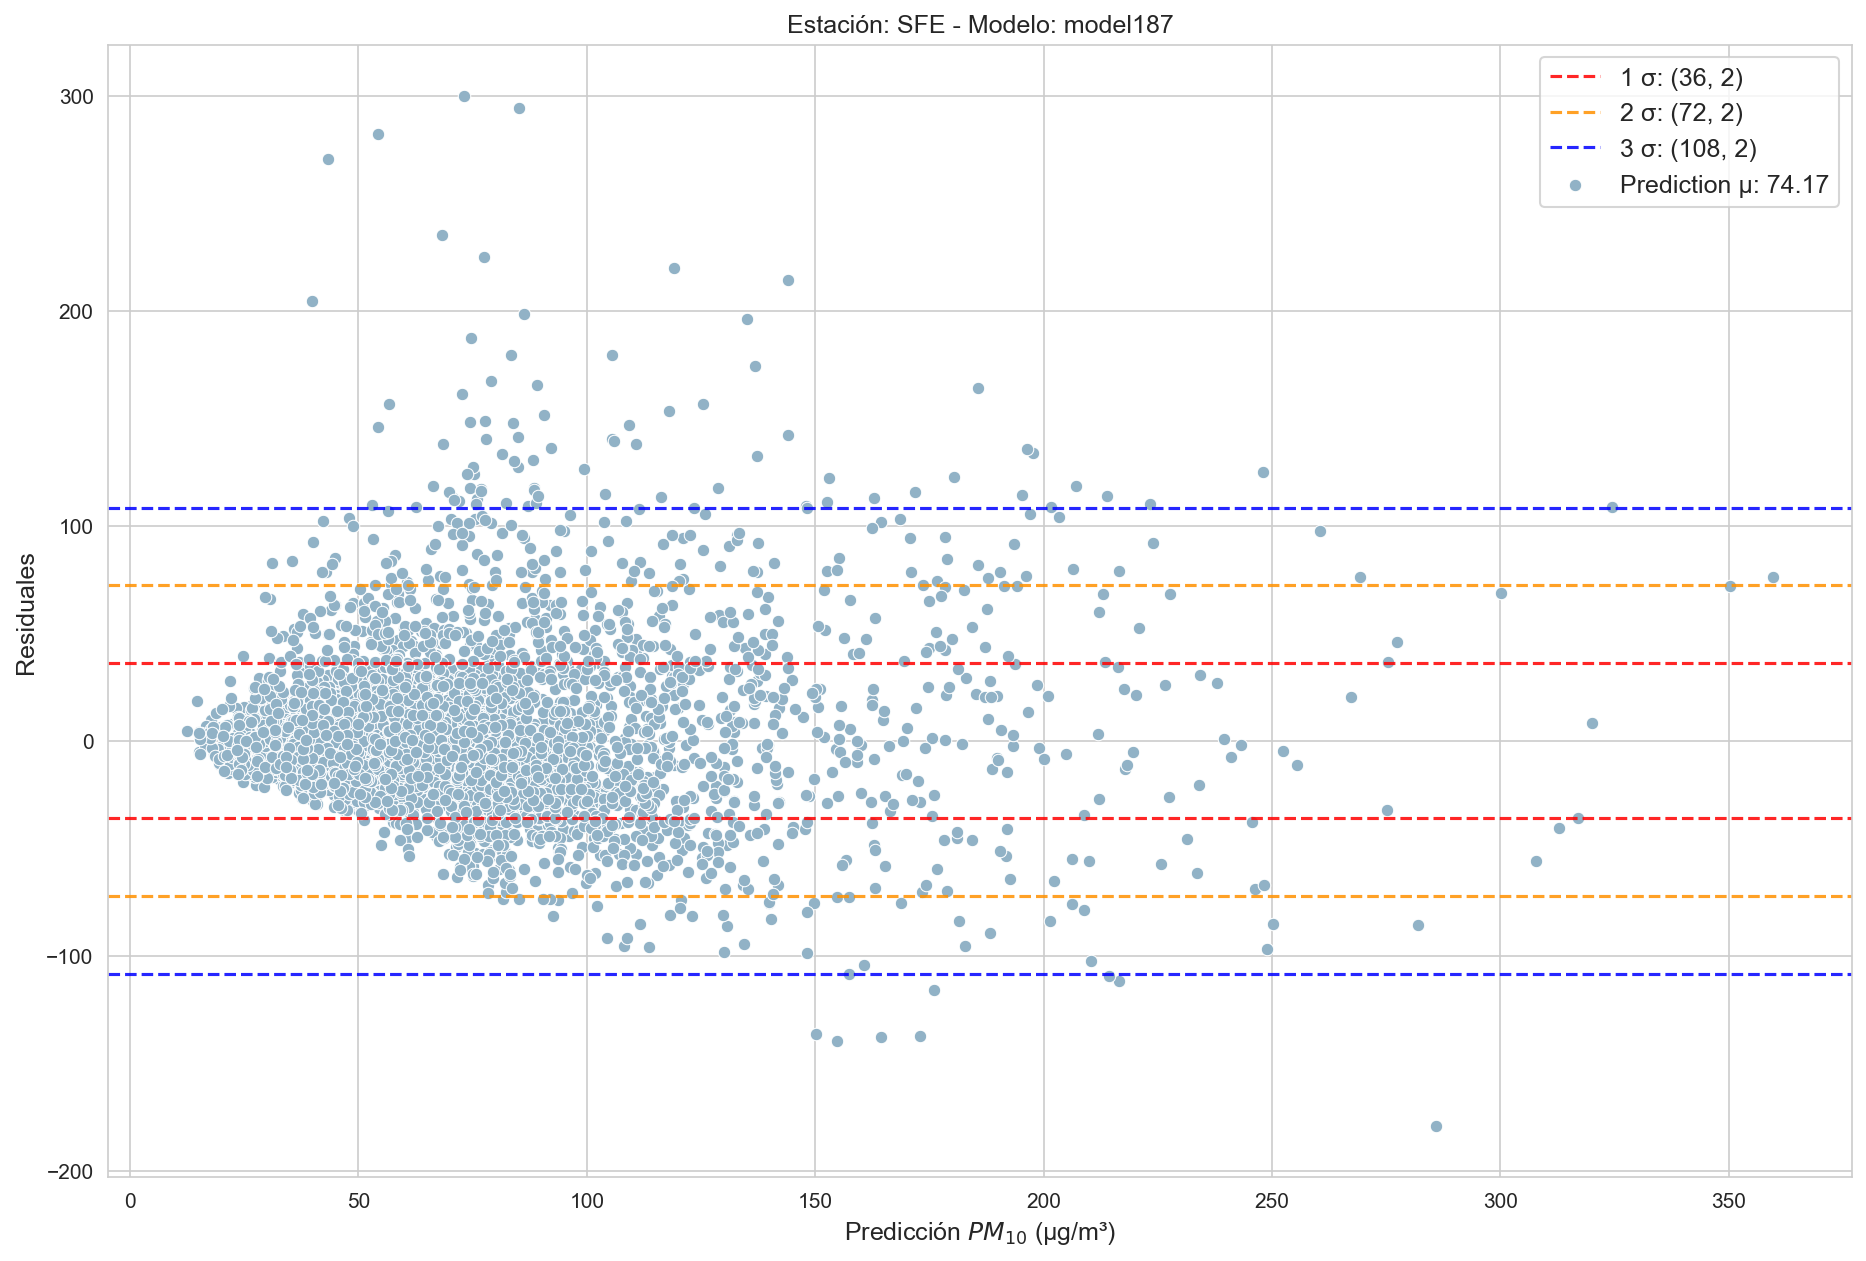 Estación: SFE - Modelo: model187
1 σ: (36, 2)
2 σ: (72, 2)
3 σ: (108, 2)
Prediction µ: 74.17
Residuales
300
200
100
0
−100
−200
0 50 100 150 200 250 300 350
Predicción PM₁₀ (µg/m³)